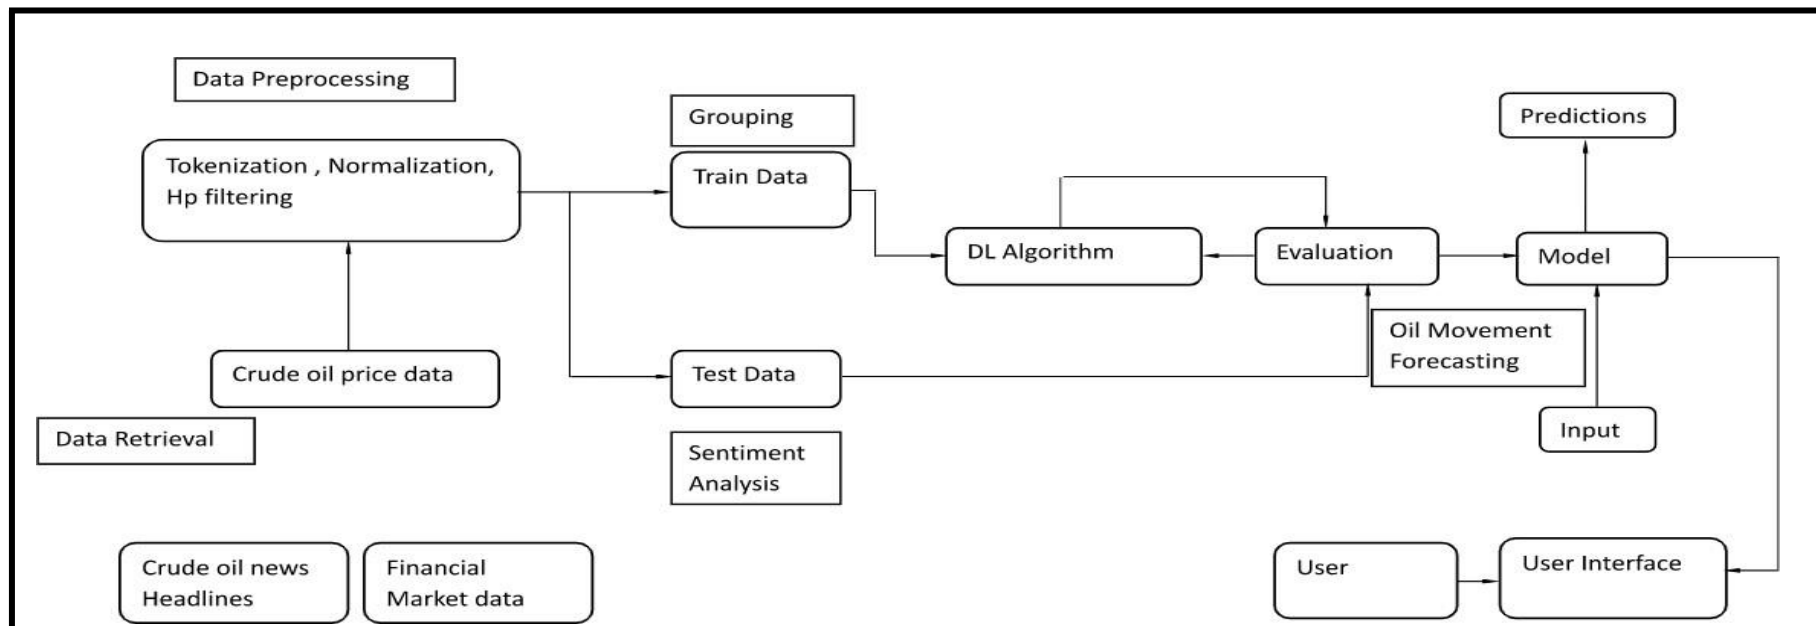 Data Preprocessing
Tokenization , Normalization,
Hp filtering
Crude oil price data
Data Retrieval
Crude oil news
Headlines
Financial
Market data
Grouping
Train Data
Test Data
Sentiment
Analysis
DL Algorithm
Evaluation
Oil Movement
Forecasting
Predictions
Model
Input
User
User Interface